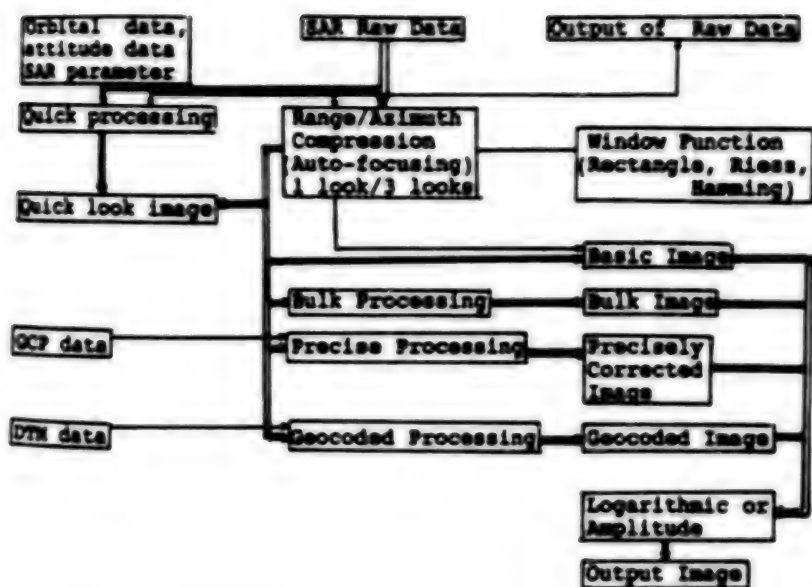 Orbital data,
attitude data
SAR parameter
SAR Raw Data
Output of Raw Data
Quick processing
Range/Azimuth
Compression
(Auto-focusing)
1 look/3 looks
Window Function
(Rectangle, Riess,
Hamming)
Quick look image
Basic Image
Bulk Processing
Bulk Image
GCP data
Precise Processing
Precisely
Corrected
Image
DTM data
Geocoded Processing
Geocoded Image
Logarithmic or
Amplitude
Output Image